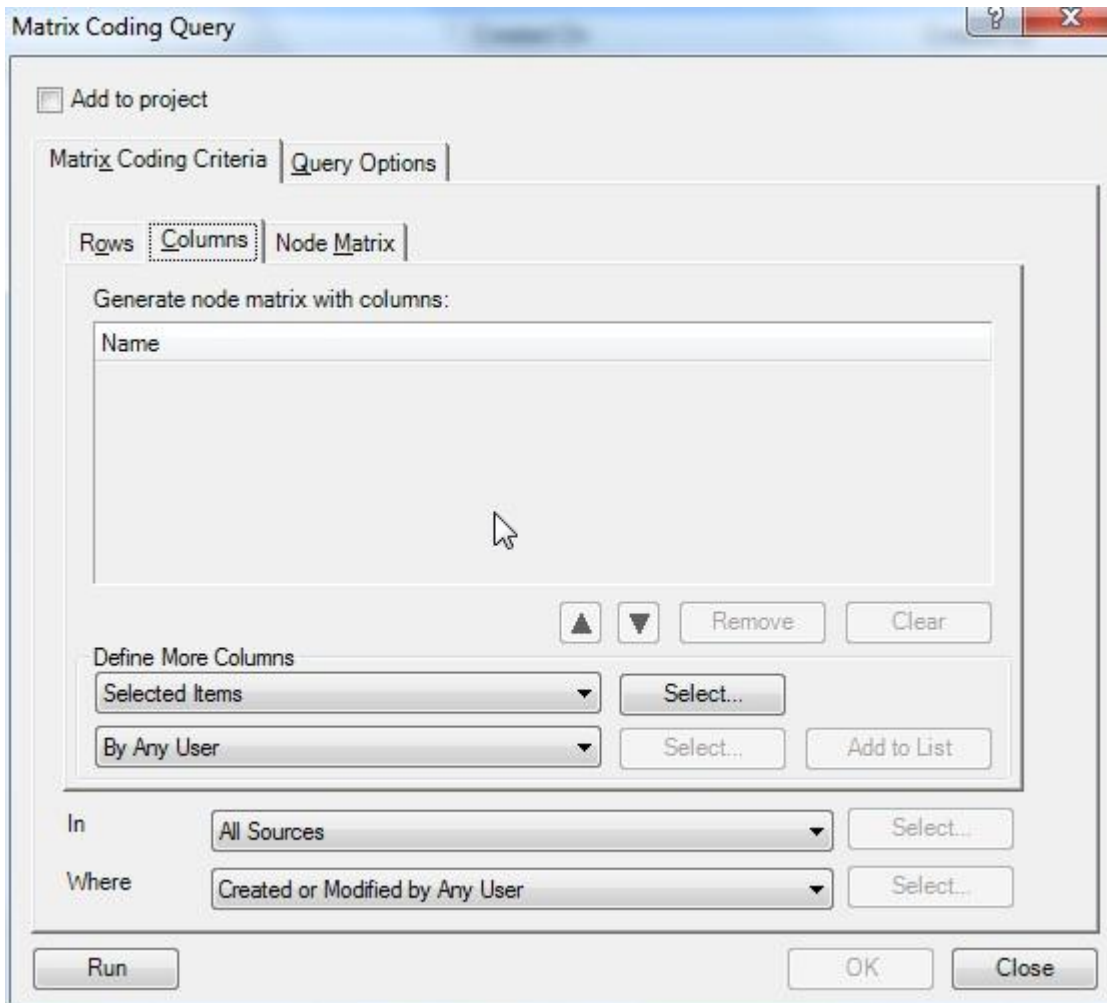 Matrix Coding Query
Add to project
Matrix Coding Criteria Query Options
Rows Columns Node Matrix
Generate node matrix with columns:
Name
Remove Clear
Define More Columns
Selected Items Select...
By Any User Select... Add to List
In All Sources Select...
Where Created or Modified by Any User Select...
Run OK Close